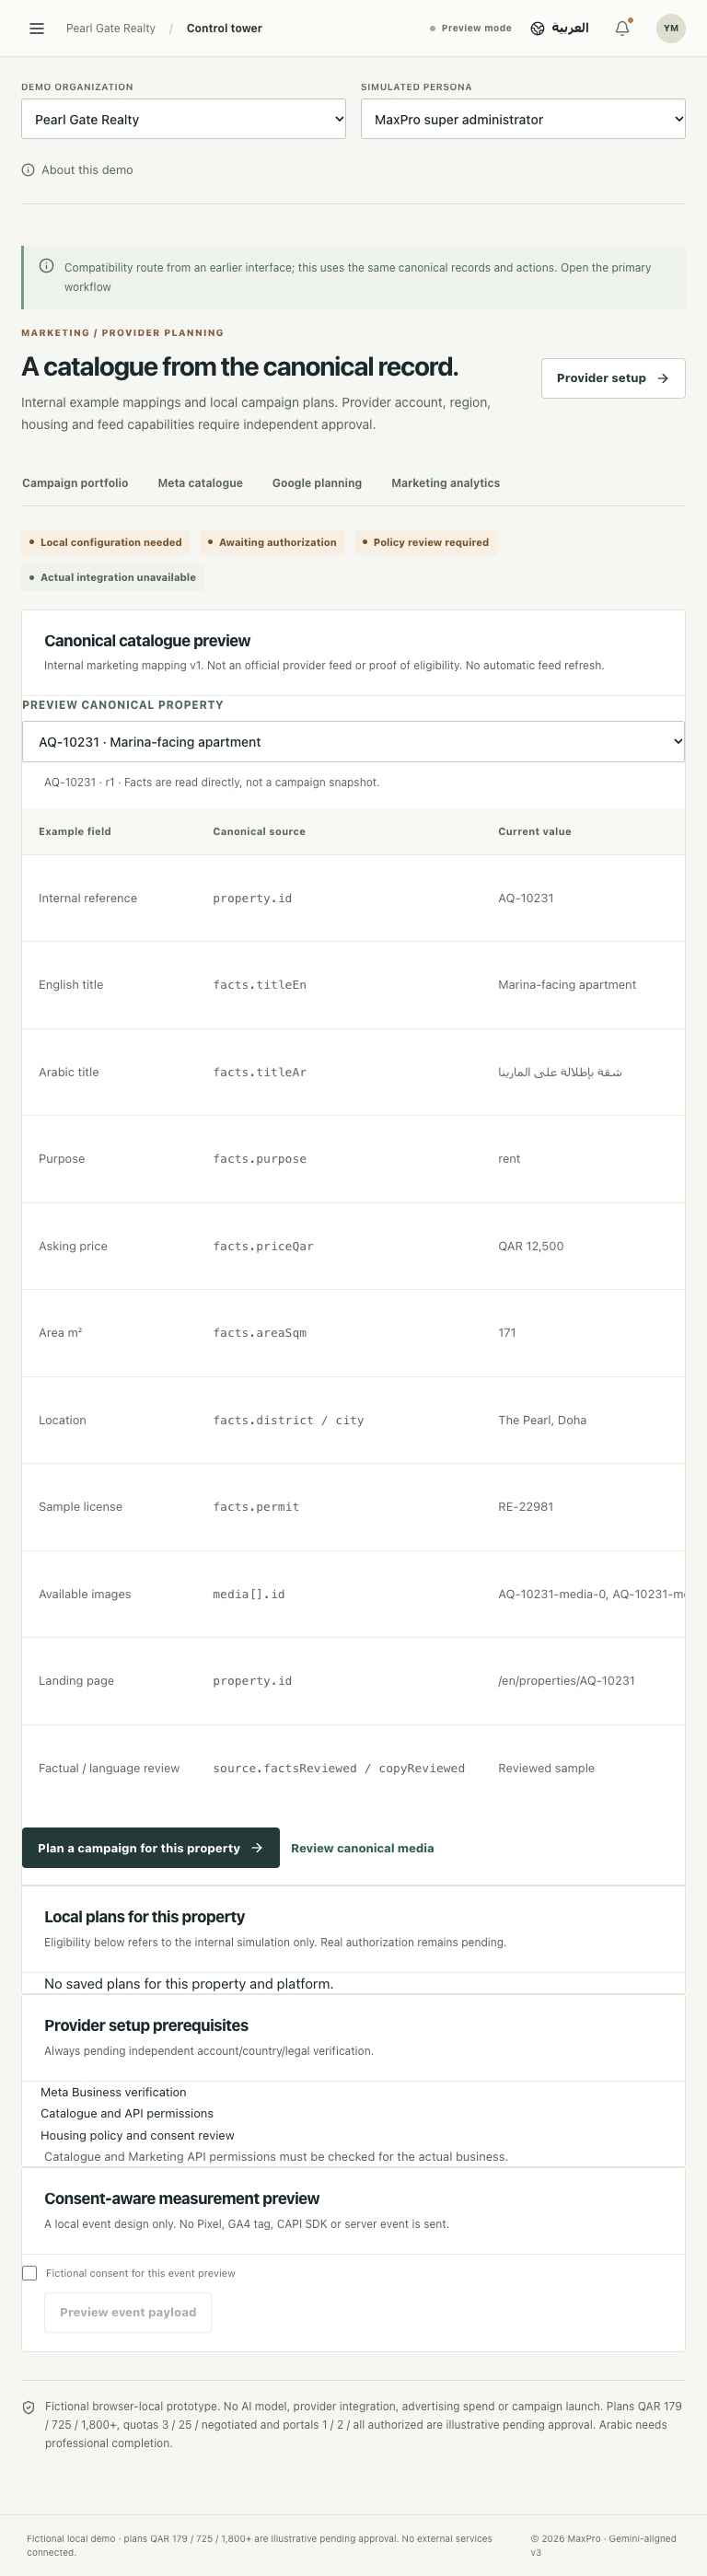 Pearl Gate Realty / Control tower
Preview mode
العربية
YM
DEMO ORGANIZATION
Pearl Gate Realty
SIMULATED PERSONA
MaxPro super administrator
About this demo
Compatibility route from an earlier interface; this uses the same canonical records and actions. Open the primary
workflow
MARKETING / PROVIDER PLANNING
A catalogue from the canonical record.
Internal example mappings and local campaign plans. Provider account, region,
housing and feed capabilities require independent approval.
Provider setup
Campaign portfolio
Meta catalogue
Google planning
Marketing analytics
Local configuration needed
Awaiting authorization
Policy review required
Actual integration unavailable
Canonical catalogue preview
Internal marketing mapping v1. Not an official provider feed or proof of eligibility. No automatic feed refresh.
PREVIEW CANONICAL PROPERTY
AQ-10231 · Marina-facing apartment
AQ-10231 · r1 · Facts are read directly, not a campaign snapshot.
Example field Canonical source Current value
Internal reference property.id AQ-10231
English title facts.titleEn Marina-facing apartment
Arabic title facts.titleAr شقة بإطلالة على المارينا
Purpose facts.purpose rent
Asking price facts.priceQar QAR 12,500
Area m² facts.areaSqm 171
Location facts.district / city The Pearl, Doha
Sample license facts.permit RE-22981
Available images media[].id AQ-10231-media-0, AQ-10231-m
Landing page property.id /en/properties/AQ-10231
Factual / language review source.factsReviewed / copyReviewed Reviewed sample
Plan a campaign for this property
Review canonical media
Local plans for this property
Eligibility below refers to the internal simulation only. Real authorization remains pending.
No saved plans for this property and platform.
Provider setup prerequisites
Always pending independent account/country/legal verification.
Meta Business verification
Catalogue and API permissions
Housing policy and consent review
Catalogue and Marketing API permissions must be checked for the actual business.
Consent-aware measurement preview
A local event design only. No Pixel, GA4 tag, CAPI SDK or server event is sent.
Fictional consent for this event preview
Preview event payload
Fictional browser-local prototype. No AI model, provider integration, advertising spend or campaign launch. Plans QAR 179
/ 725 / 1,800+, quotas 3 / 25 / negotiated and portals 1 / 2 / all authorized are illustrative pending approval. Arabic needs
professional completion.
Fictional local demo · plans QAR 179 / 725 / 1,800+ are illustrative pending approval. No external services
connected.
© 2026 MaxPro · Gemini-aligned
v3